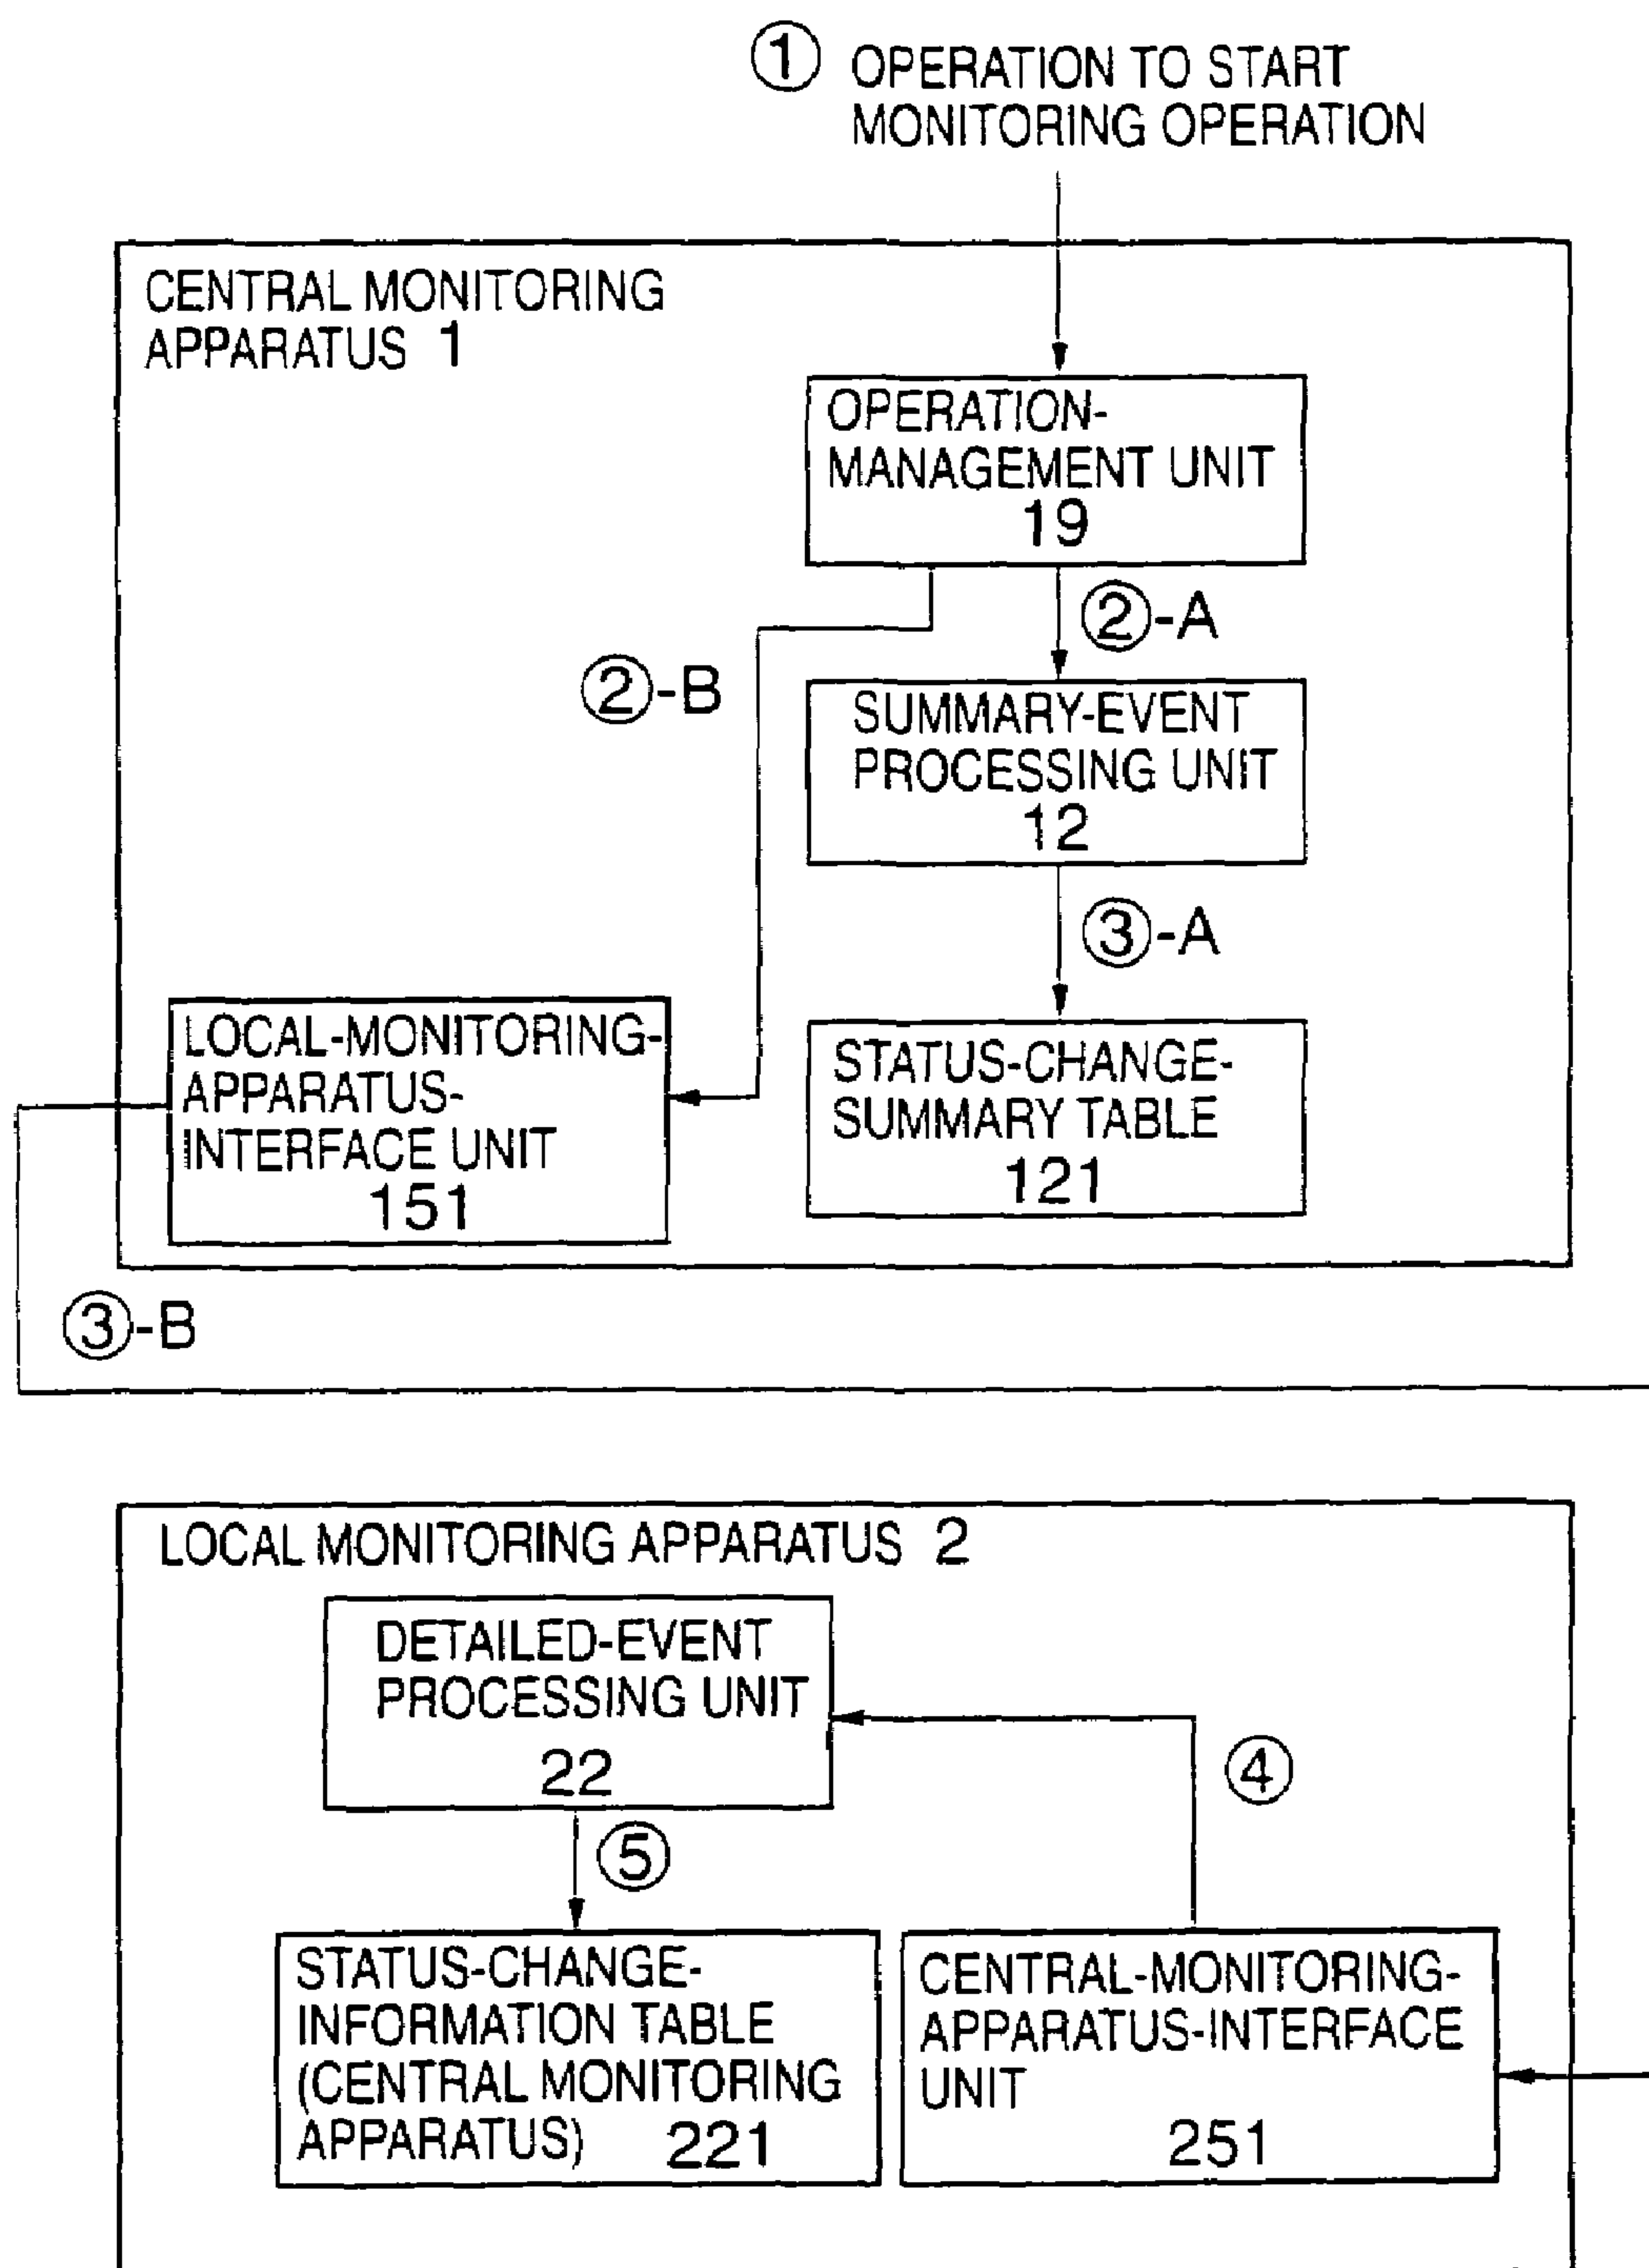 ① OPERATION TO START
MONITORING OPERATION
CENTRAL MONITORING
APPARATUS 1
OPERATION-
MANAGEMENT UNIT
19
②-A
②-B
SUMMARY-EVENT
PROCESSING UNIT
12
③-A
LOCAL-MONITORING-
APPARATUS-
INTERFACE UNIT
151
STATUS-CHANGE-
SUMMARY TABLE
121
③-B
LOCAL MONITORING APPARATUS 2
DETAILED-EVENT
PROCESSING UNIT
22
④
⑤
STATUS-CHANGE-
INFORMATION TABLE
(CENTRAL MONITORING
APPARATUS) 221
CENTRAL-MONITORING-
APPARATUS-INTERFACE
UNIT
251